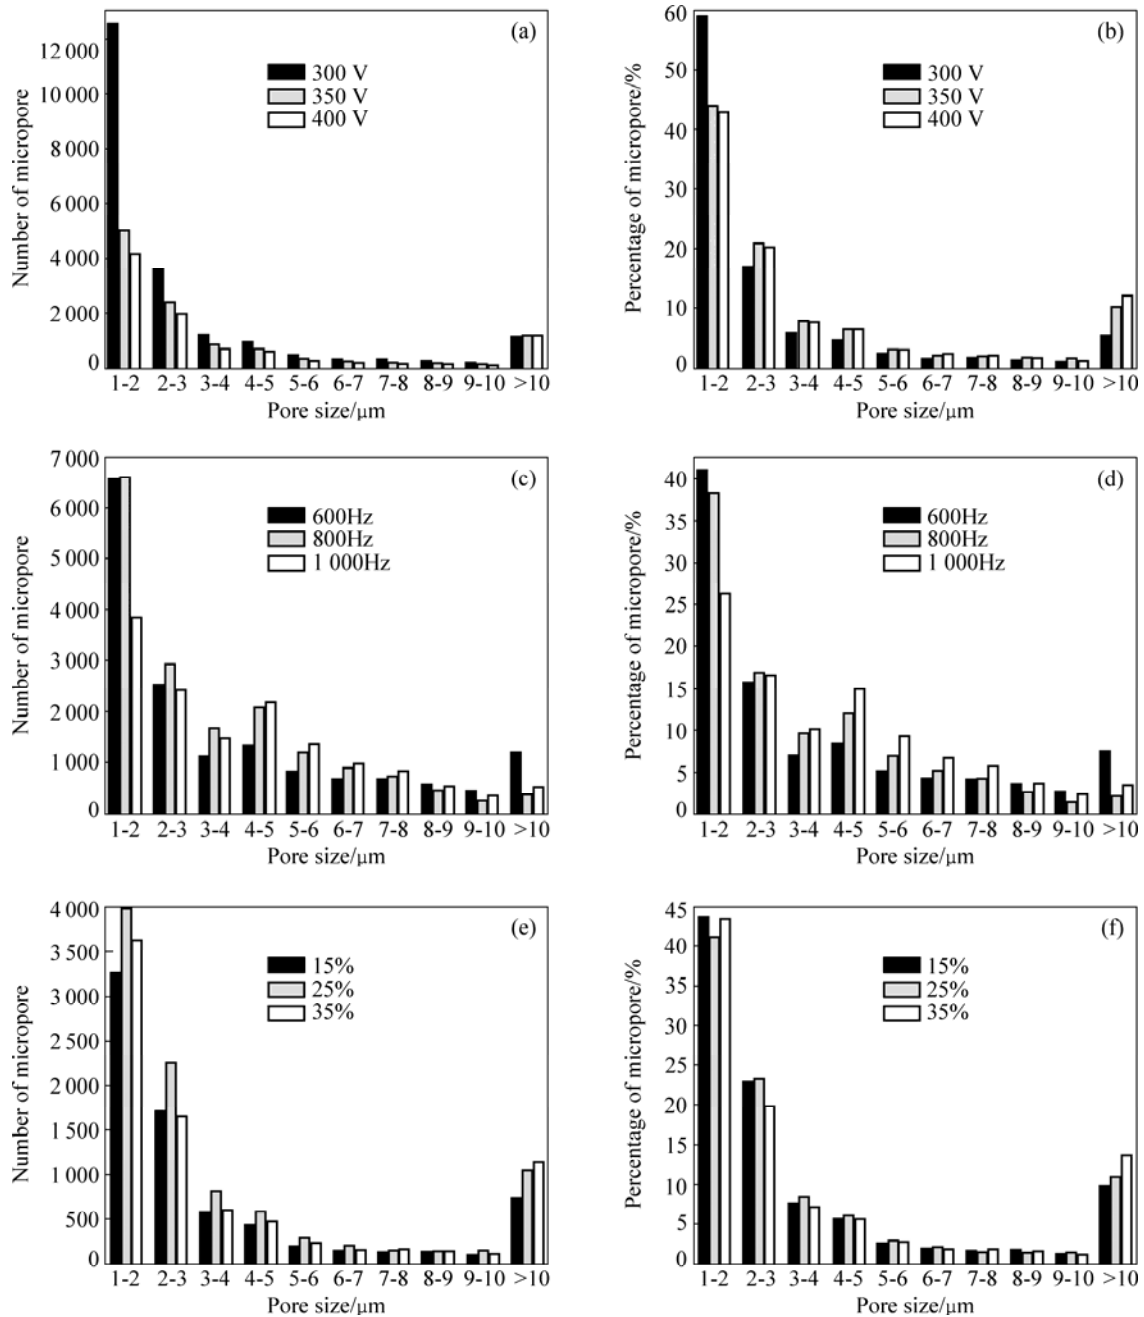 (a)
Number of micropore
12 000
10 000
8 000
6 000
4 000
2 000
0
300 V
350 V
400 V
1-2 2-3 3-4 4-5 5-6 6-7 7-8 8-9 9-10 >10
Pore size/μm
(b)
Percentage of micropore/%
60
50
40
30
20
10
0
300 V
350 V
400 V
1-2 2-3 3-4 4-5 5-6 6-7 7-8 8-9 9-10 >10
Pore size/μm
(c)
Number of micropore
7 000
6 000
5 000
4 000
3 000
2 000
1 000
0
600Hz
800Hz
1 000Hz
1-2 2-3 3-4 4-5 5-6 6-7 7-8 8-9 9-10 >10
Pore size/μm
(d)
Percentage of micropore/%
40
35
30
25
20
15
10
5
0
600Hz
800Hz
1 000Hz
1-2 2-3 3-4 4-5 5-6 6-7 7-8 8-9 9-10 >10
Pore size/μm
(e)
Number of micropore
4 000
3 500
3 000
2 500
2 000
1 500
1 000
500
0
15%
25%
35%
1-2 2-3 3-4 4-5 5-6 6-7 7-8 8-9 9-10 >10
Pore size/μm
(f)
Percentage of micropore/%
45
40
35
30
25
20
15
10
5
0
15%
25%
35%
1-2 2-3 3-4 4-5 5-6 6-7 7-8 8-9 9-10 >10
Pore size/μm